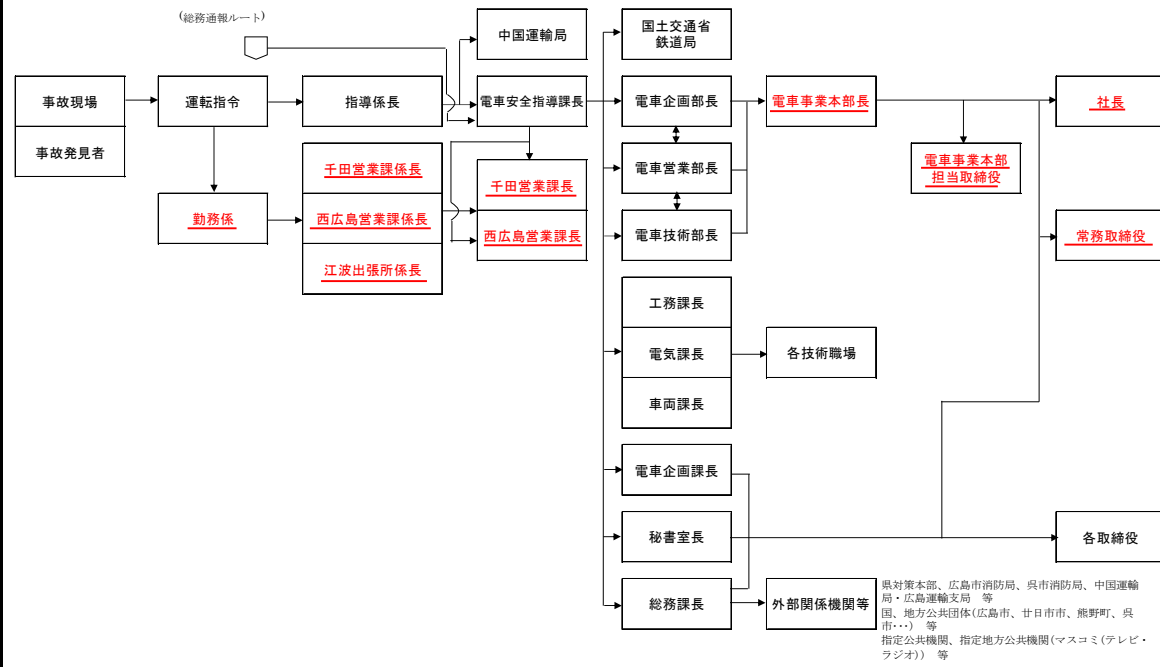 (総務通報ルート)
中国運輸局
国土交通省
鉄道局
事故現場
運転指令
指導係長
電車安全指導課長
電車企画部長
電車事業本部長
社長
事故発見者
千田営業課係長
千田営業課長
電車営業部長
電車事業本部
担当取締役
勤務係
西広島営業課係長
西広島営業課長
電車技術部長
常務取締役
江波出張所係長
工務課長
電気課長
各技術職場
車両課長
電車企画課長
秘書室長
各取締役
総務課長
外部関係機関等
県対策本部、広島市消防局、呉市消防局、中国運輸
局・広島運輸支局　等
国、地方公共団体(広島市、廿日市市、熊野町、呉
市･･･)　等
指定公共機関、指定地方公共機関(マスコミ(テレビ・
ラジオ))　等